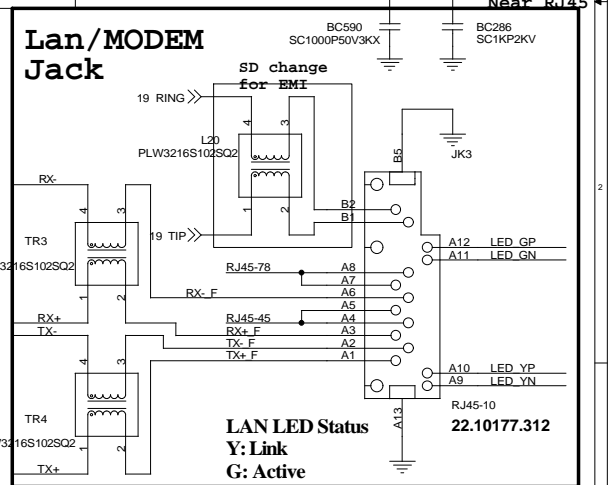 Near RJ45
BC590
SC1000P50V3KX
BC286
SC1KP2KV
Lan/MODEM
Jack
SD change
for EMI
19 RING
4
3
L20
PLW3216S102SQ2
1
2
19 TIP
B5
JK3
2
B2
B1
RX-
4
3
TR3
3216S102SQ2
1
2
RX+
TX-
4
3
TR4
3216S102SQ2
1
2
TX+
RJ45-78
A8
A7
RX-_F
A6
A5
RJ45-45
A4
RX+_F
A3
TX-_F
A2
TX+_F
A1
A12
LED_GP
A11
LED_GN
A10
LED_YP
A9
LED_YN
A13
RJ45-10
22.10177.312
LAN LED Status
Y: Link
G: Active